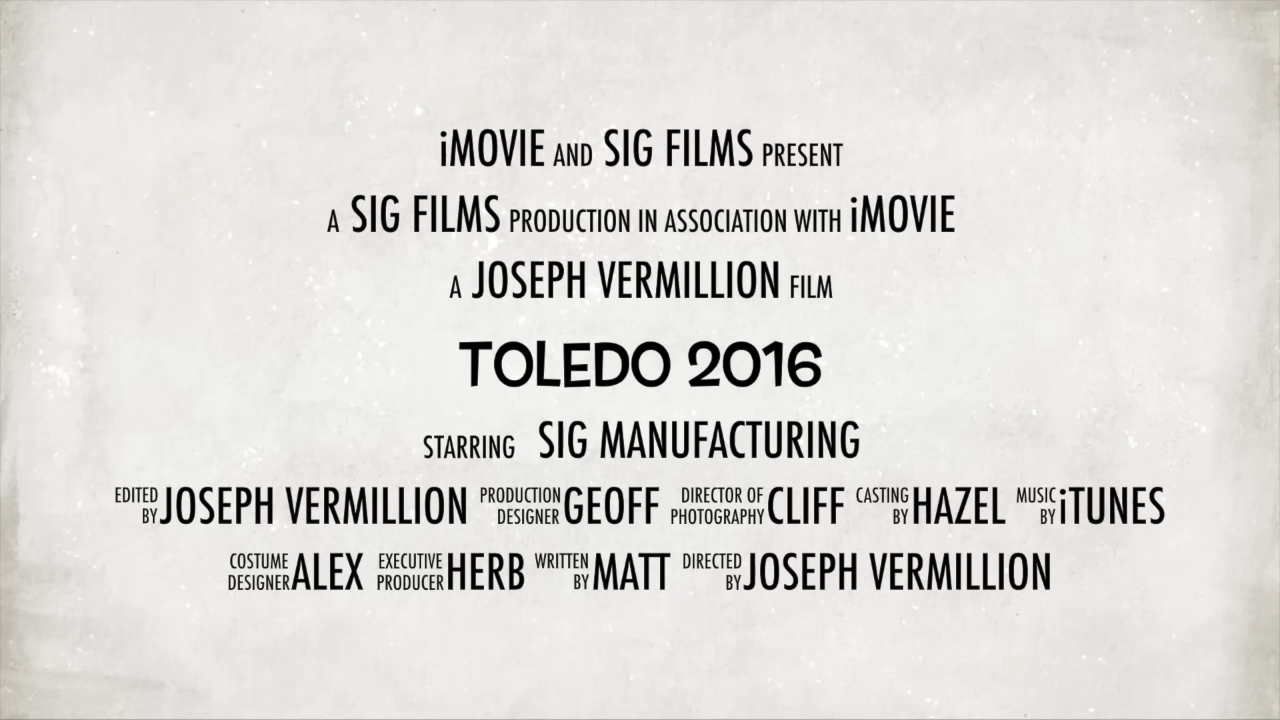 iMOVIE AND SIG FILMS PRESENT
A SIG FILMS PRODUCTION IN ASSOCIATION WITH iMOVIE
A JOSEPH VERMILLION FILM
TOLEDO 2016
STARRING SIG MANUFACTURING
EDITED BY JOSEPH VERMILLION PRODUCTION DESIGNER GEOFF DIRECTOR OF PHOTOGRAPHY CLIFF CASTING BY HAZEL MUSIC BY iTUNES
COSTUME DESIGNER ALEX EXECUTIVE PRODUCER HERB WRITTEN BY MATT DIRECTED BY JOSEPH VERMILLION